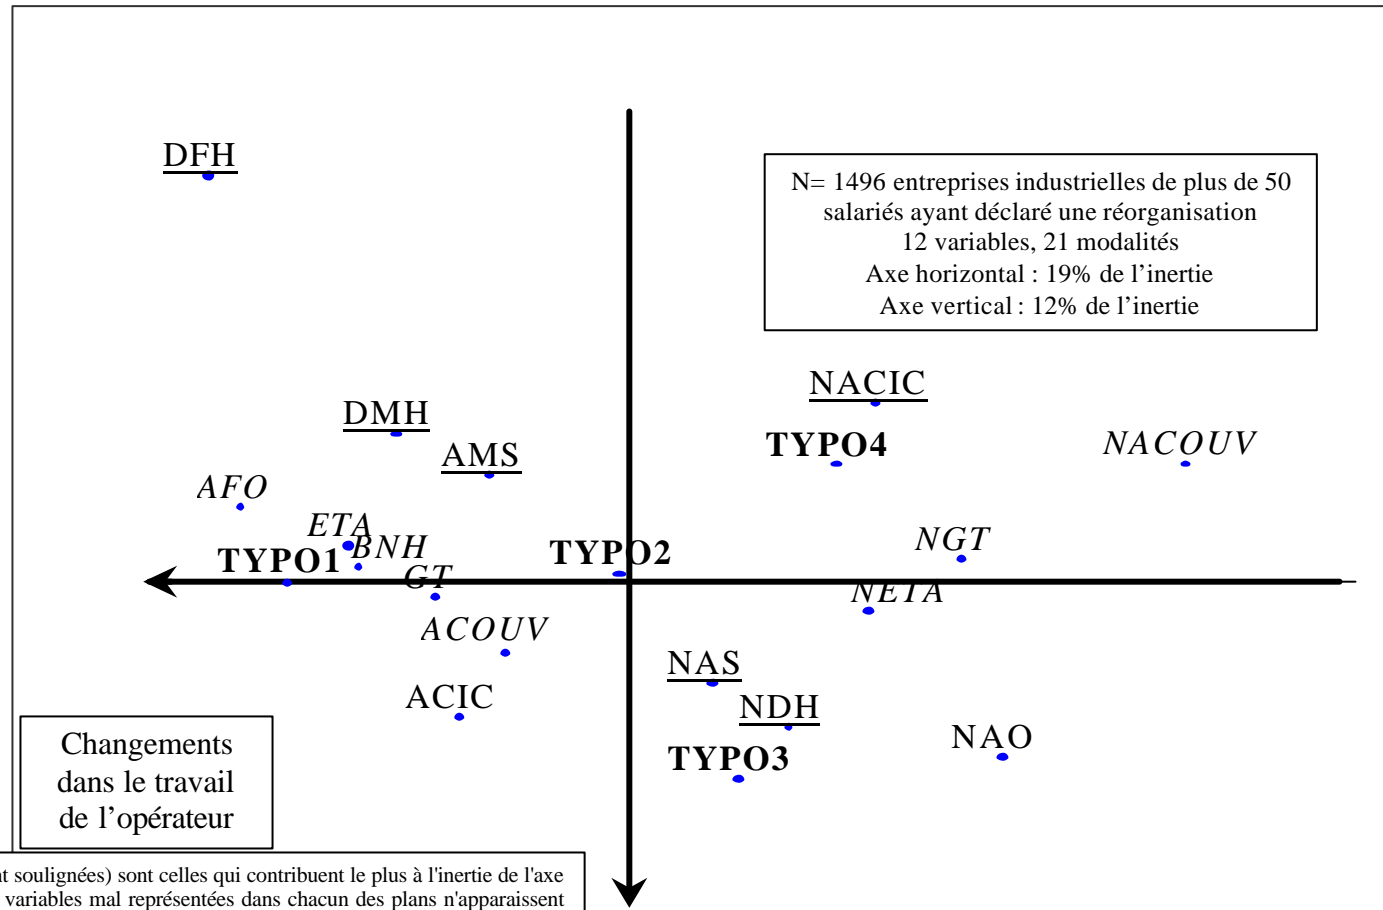 DFH
N= 1496 entreprises industrielles de plus de 50
salariés ayant déclaré une réorganisation
12 variables, 21 modalités
Axe horizontal : 19% de l'inertie
Axe vertical : 12% de l'inertie
NACIC
DMH
TYPO4
NACOUV
AMS
AFO
ETA
BNH
TYPO1
TYPO2
NGT
GT
NETA
ACOUV
NAS
ACIC
NDH
NAO
TYPO3
Changements
dans le travail
de l'opérateur
soulignées) sont celles qui contribuent le plus à l'inertie de l'axe
variables mal représentées dans chacun des plans n'apparaissent